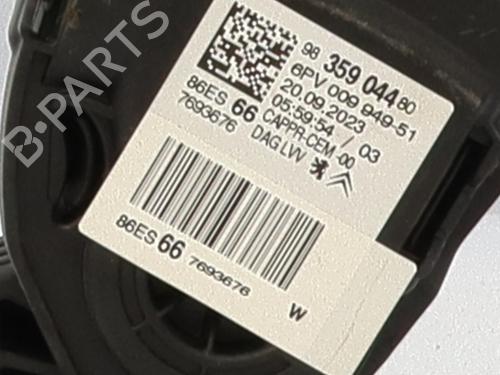 98 359 044 80
6PV 009 949-51
20.09.2023
05:59:54 / 03
86ES 66 CAPPR.CEM -00
7693676 DAG.LVV
86ES 66 7693676
W
B-PARTS